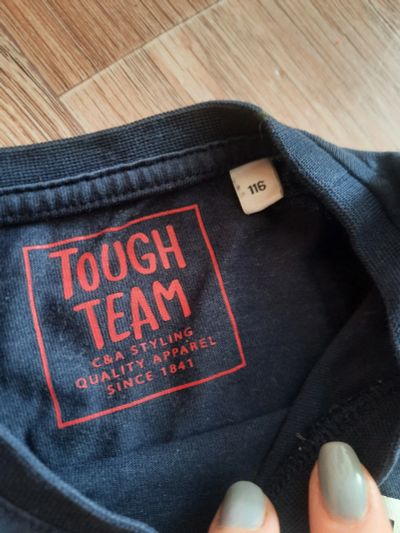 116
TOUGH
TEAM
C&A STYLING
QUALITY APPAREL
SINCE 1841